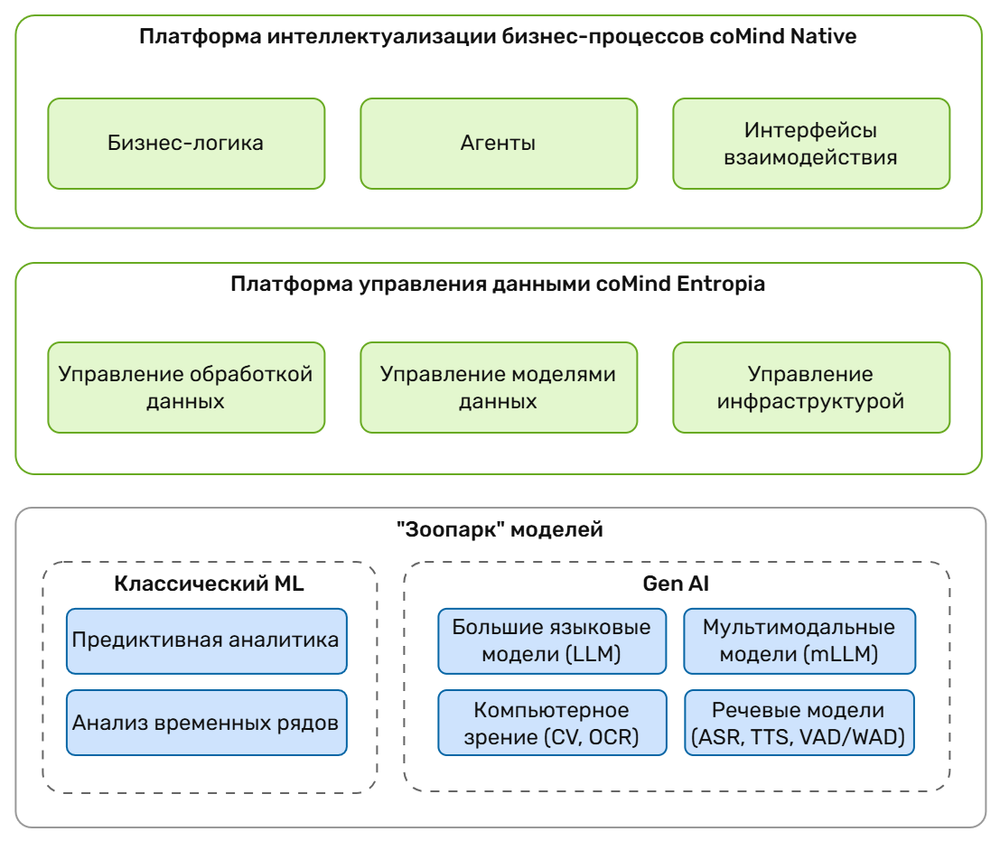 Платформа интеллектуализации бизнес-процессов coMind Native
Бизнес-логика
Агенты
Интерфейсы
взаимодействия
Платформа управления данными coMind Entropia
Управление обработкой
данных
Управление моделями
данных
Управление
инфраструктурой
"Зоопарк" моделей
Классический ML
Предиктивная аналитика
Анализ временных рядов
Gen AI
Большие языковые
модели (LLM)
Мультимодальные
модели (mLLM)
Компьютерное
зрение (CV, OCR)
Речевые модели
(ASR, TTS, VAD/WAD)